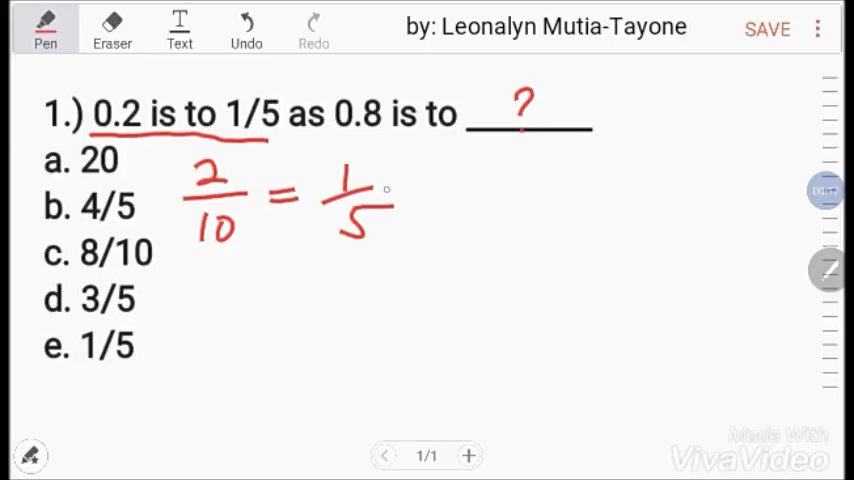 Pen Eraser Text Undo Redo by: Leonalyn Mutia-Tayone SAVE
1.) 0.2 is to 1/5 as 0.8 is to ?
a. 20
b. 4/5
c. 8/10
d. 3/5
e. 1/5
2/10 = 1/5
00:12
1/1
Made With
VivaVideo